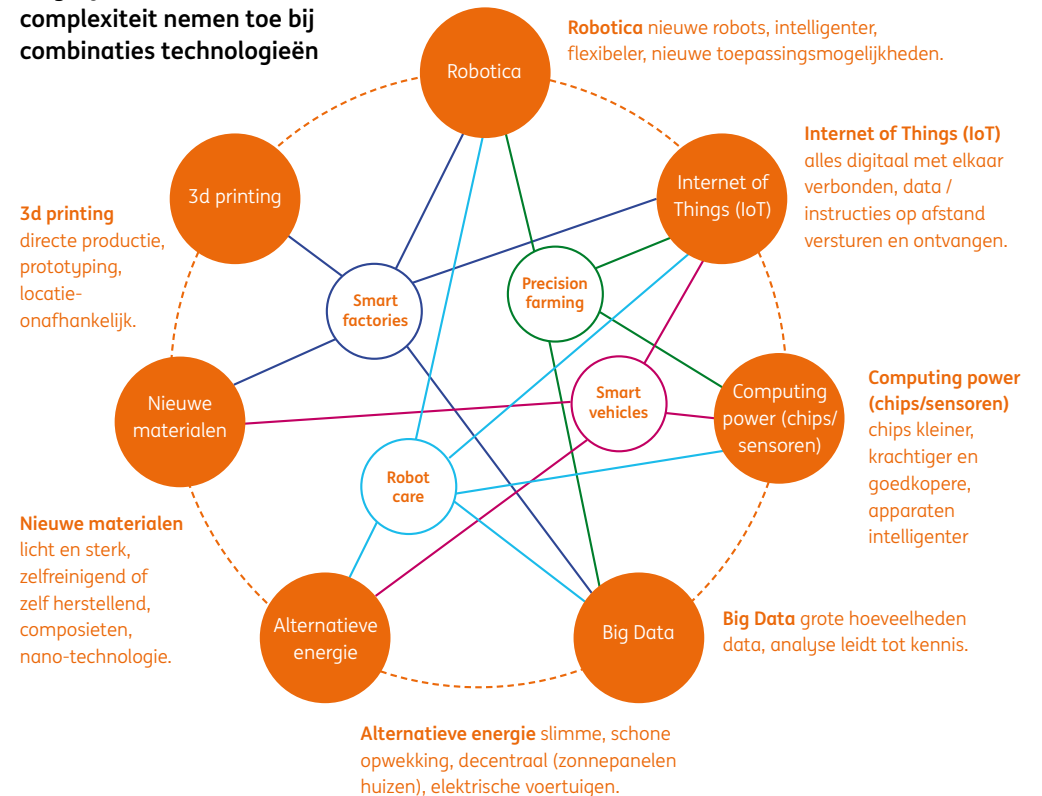 complexiteit nemen toe bij
combinaties technologieën
Robotica
Robotica nieuwe robots, intelligenter,
flexibeler, nieuwe toepassingsmogelijkheden.
3d printing
Internet of
Things (IoT)
Internet of Things (IoT)
alles digitaal met elkaar
verbonden, data /
instructies op afstand
versturen en ontvangen.
3d printing
directe productie,
prototyping,
locatie-
onafhankelijk.
Smart
factories
Precision
farming
Smart
vehicles
Robot
care
Nieuwe
materialen
Computing
power (chips/
sensoren)
Computing power
(chips/sensoren)
chips kleiner,
krachtiger en
goedkopere,
apparaten
intelligenter
Nieuwe materialen
licht en sterk,
zelfreinigend of
zelf herstellend,
composieten,
nano-technologie.
Alternatieve
energie
Big Data
Big Data grote hoeveelheden
data, analyse leidt tot kennis.
Alternatieve energie slimme, schone
opwekking, decentraal (zonnepanelen
huizen), elektrische voertuigen.